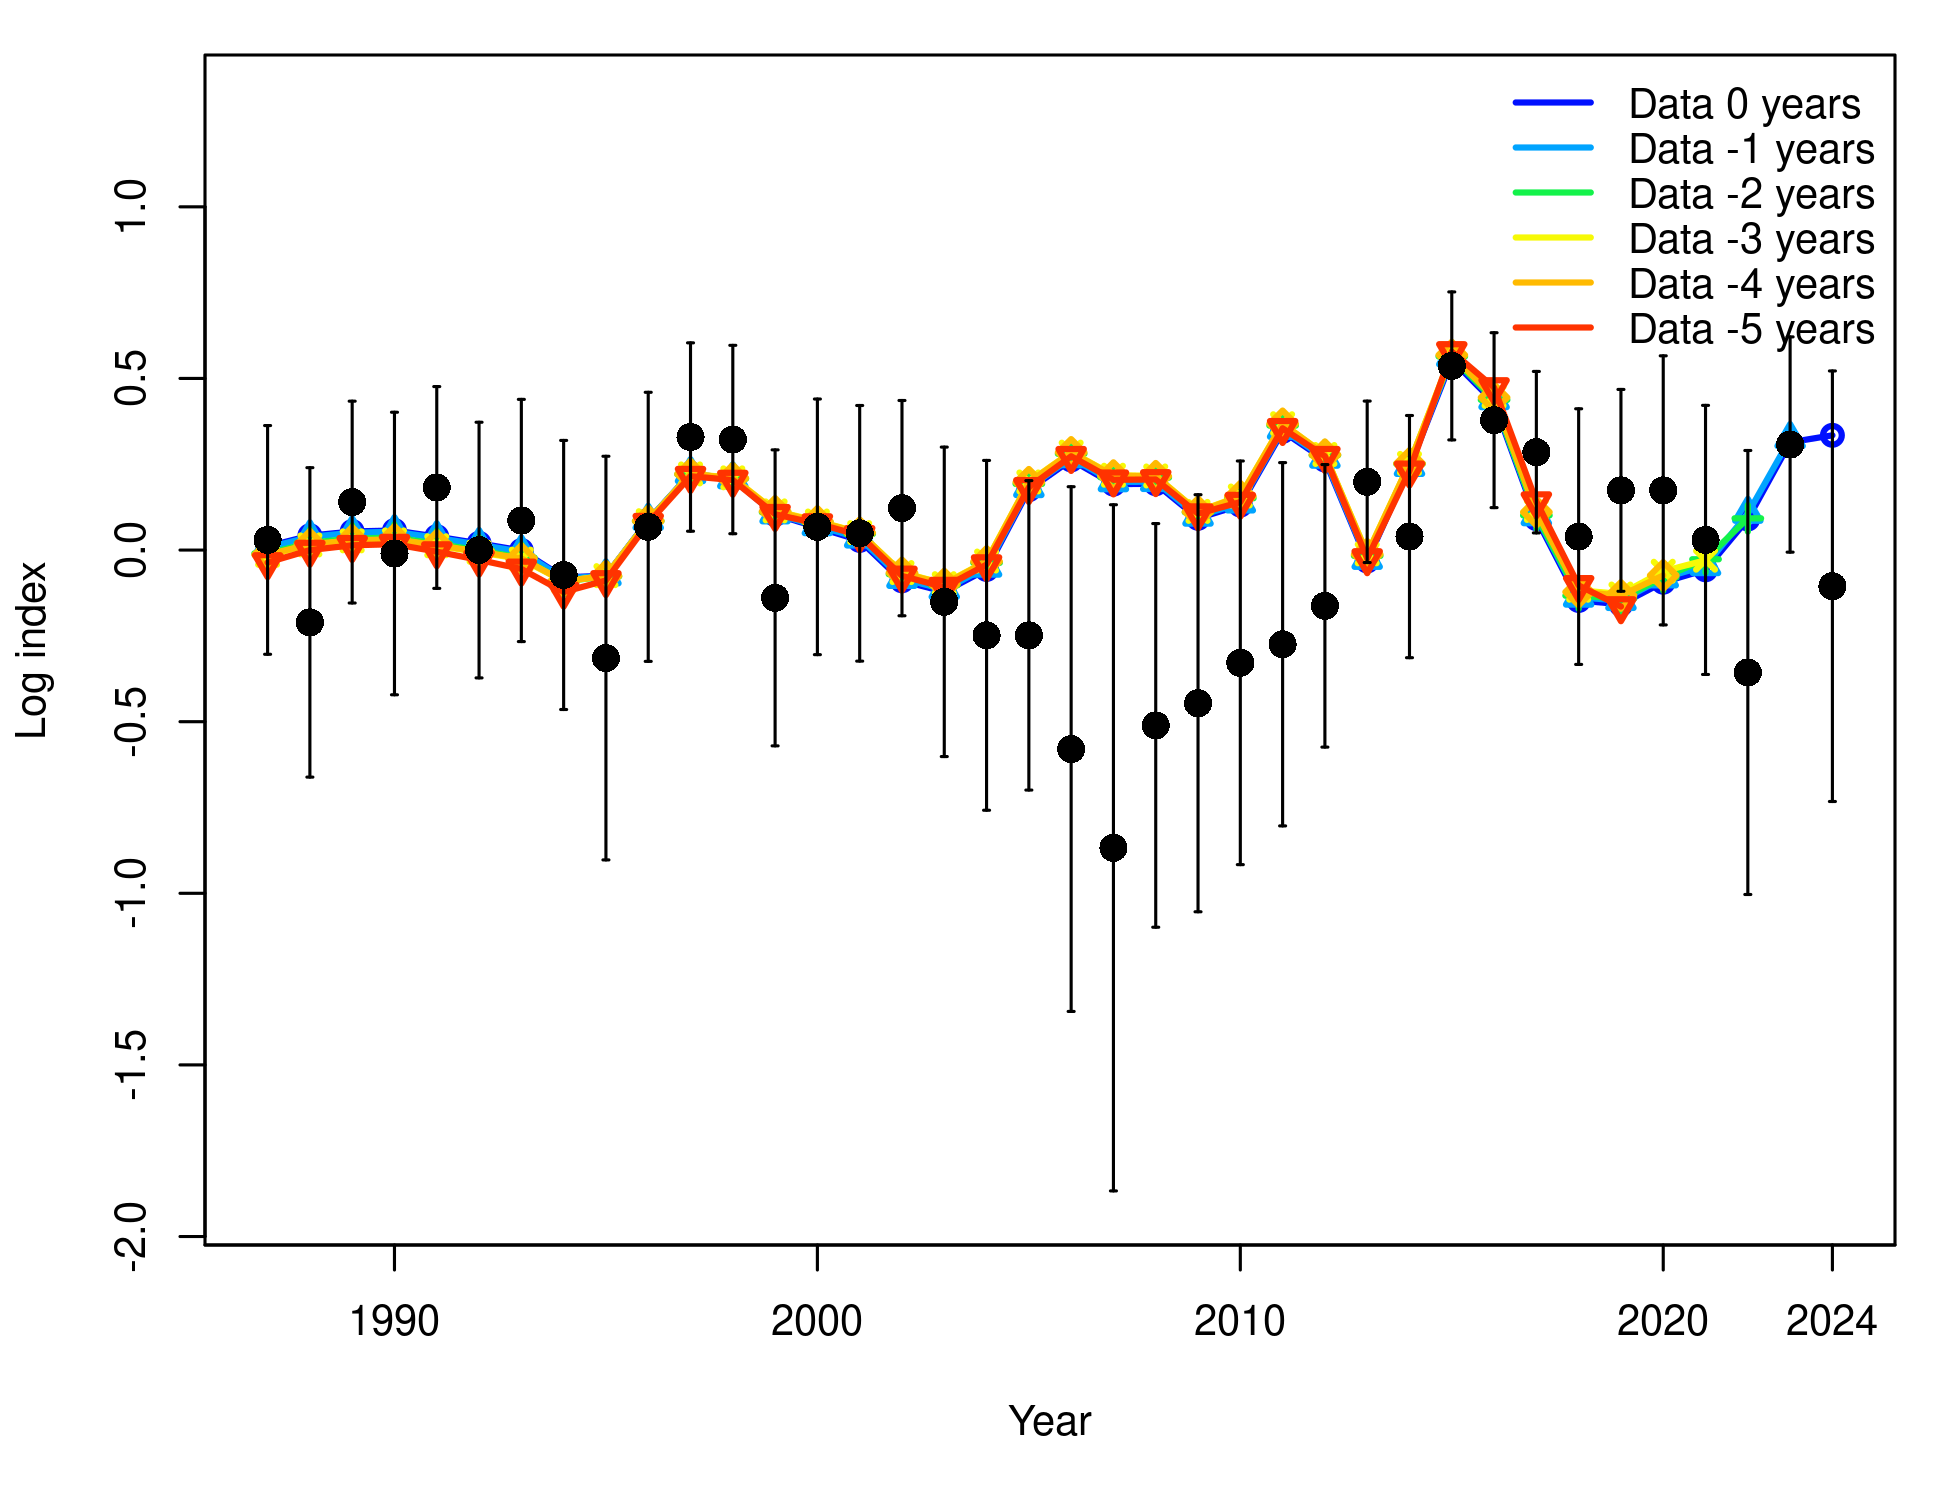 Data 0 years
Data -1 years
Data -2 years
Data -3 years
Data -4 years
Data -5 years
1.0
0.5
0.0
-0.5
-1.0
-1.5
-2.0
Log index
1990 2000 2010 2020 2024
Year